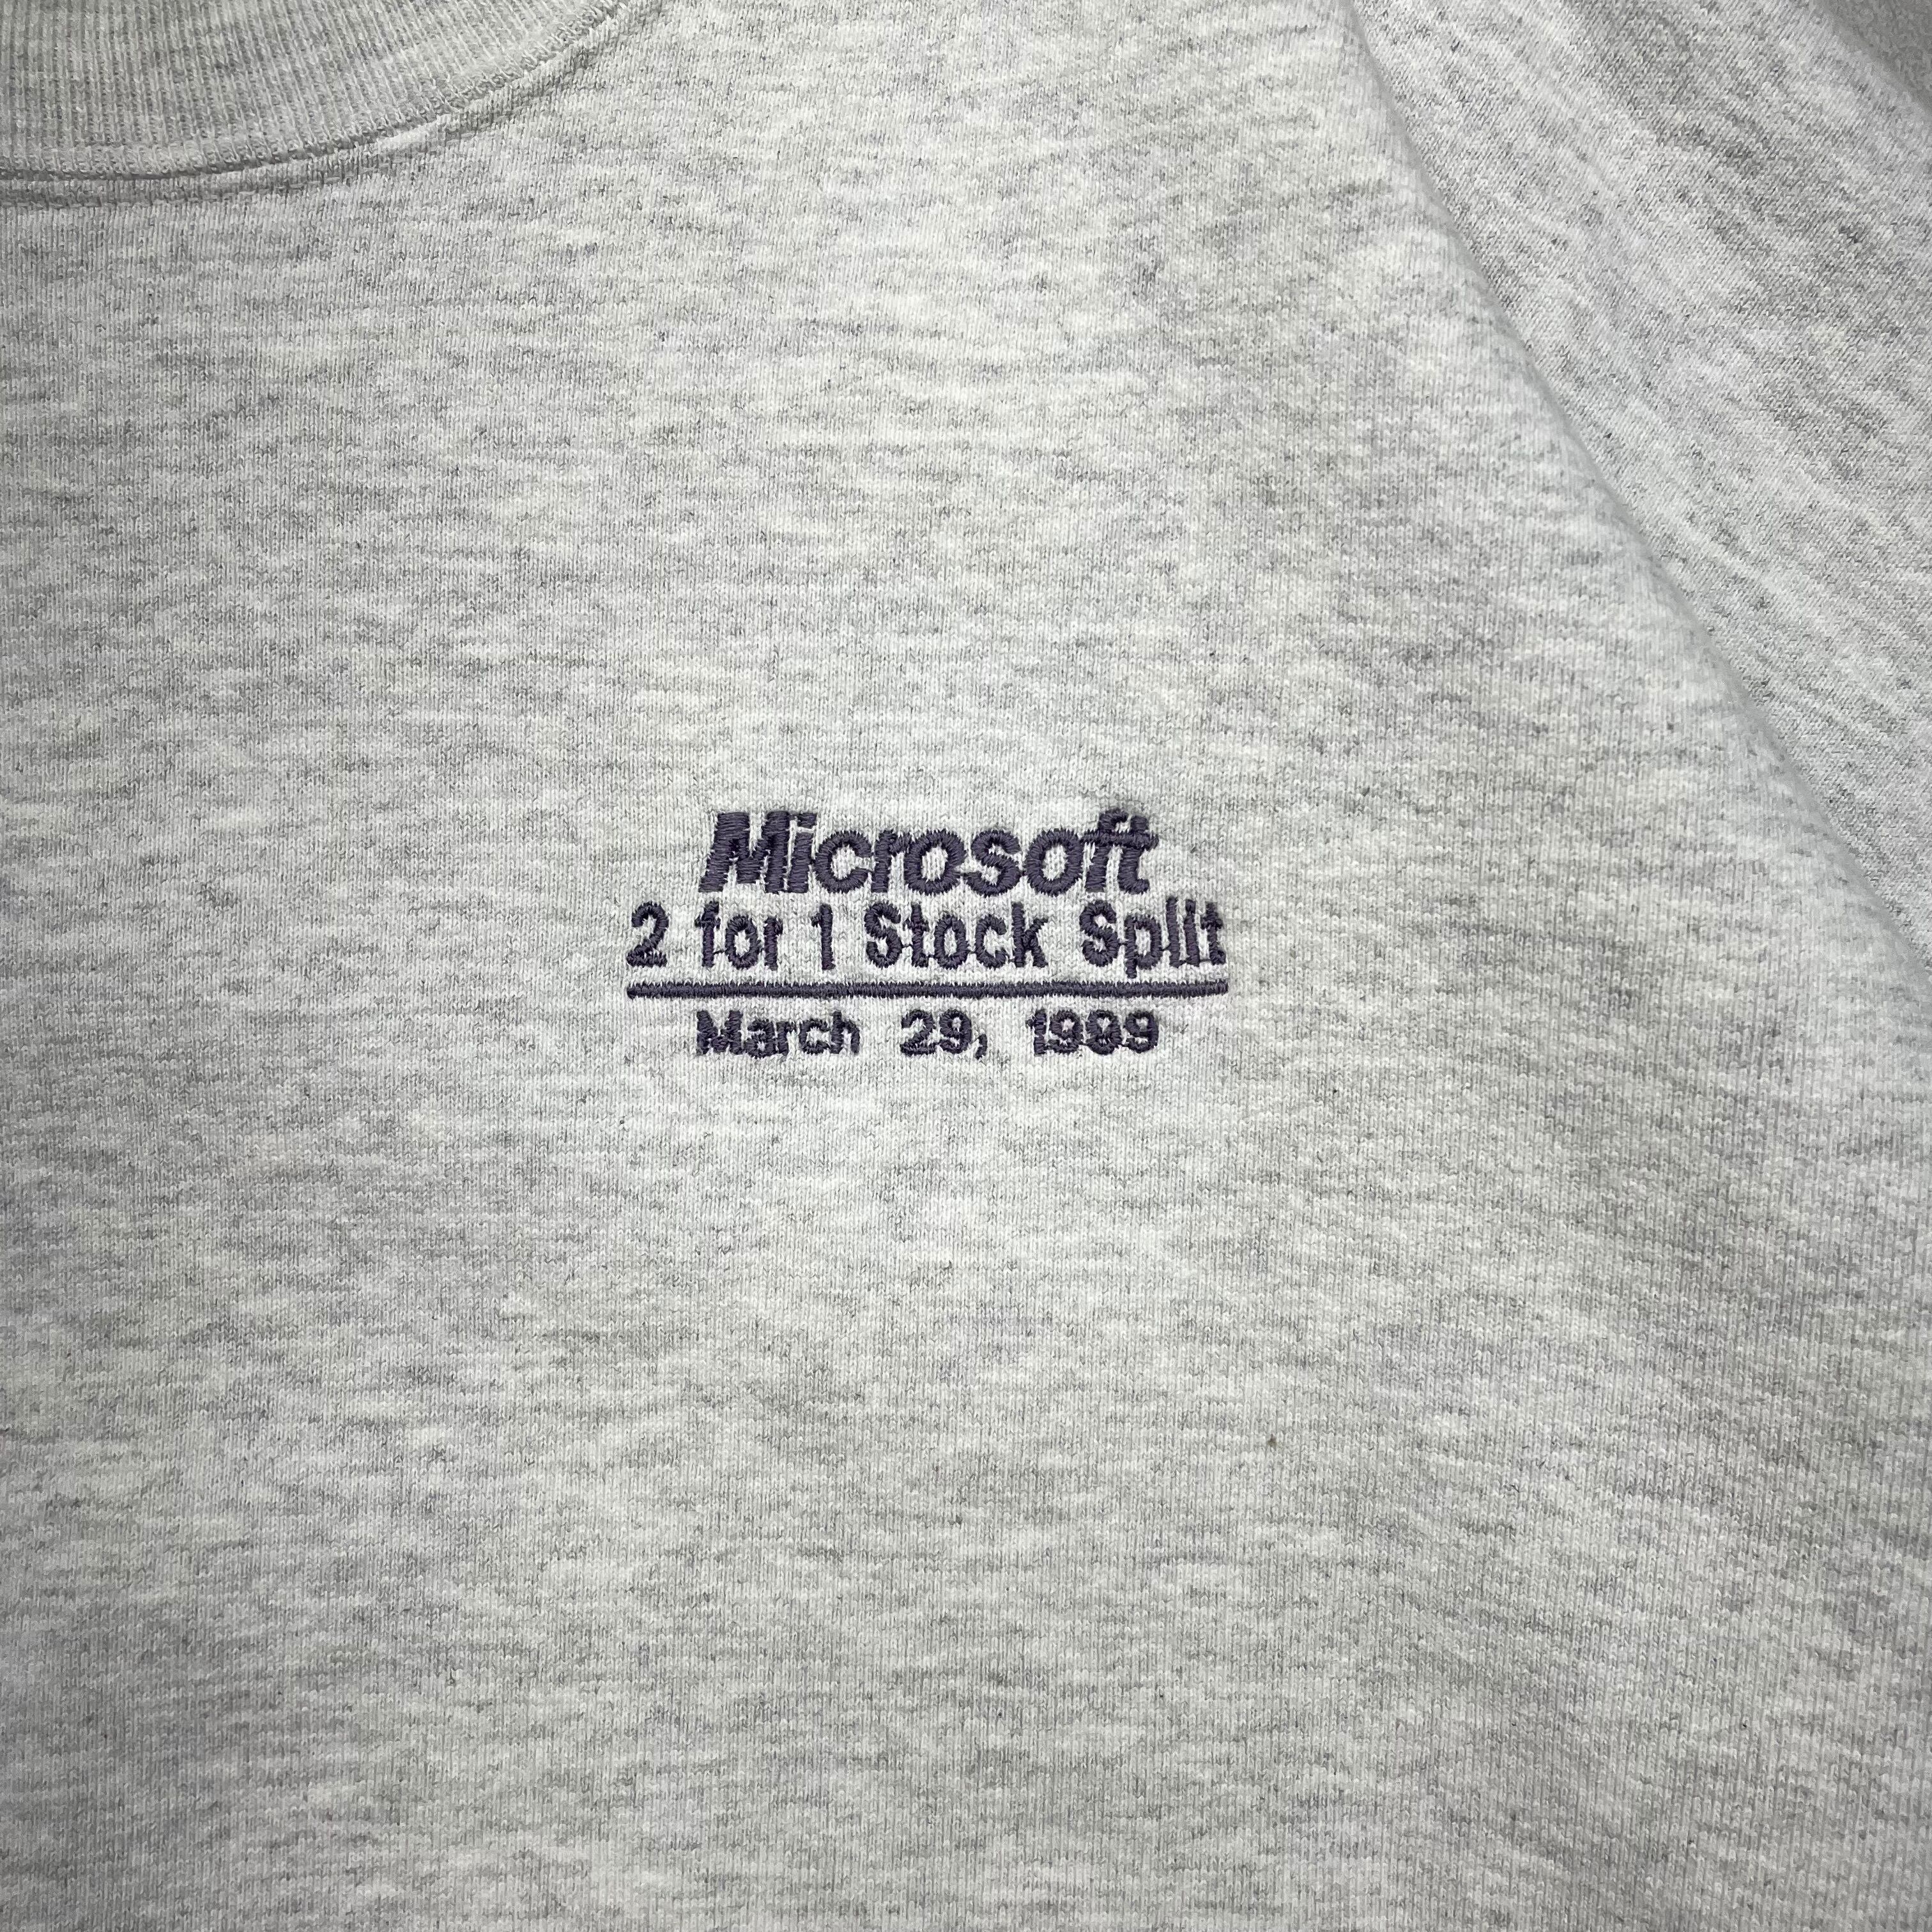 Microsoft
2 for 1 Stock Split
March 29, 1999